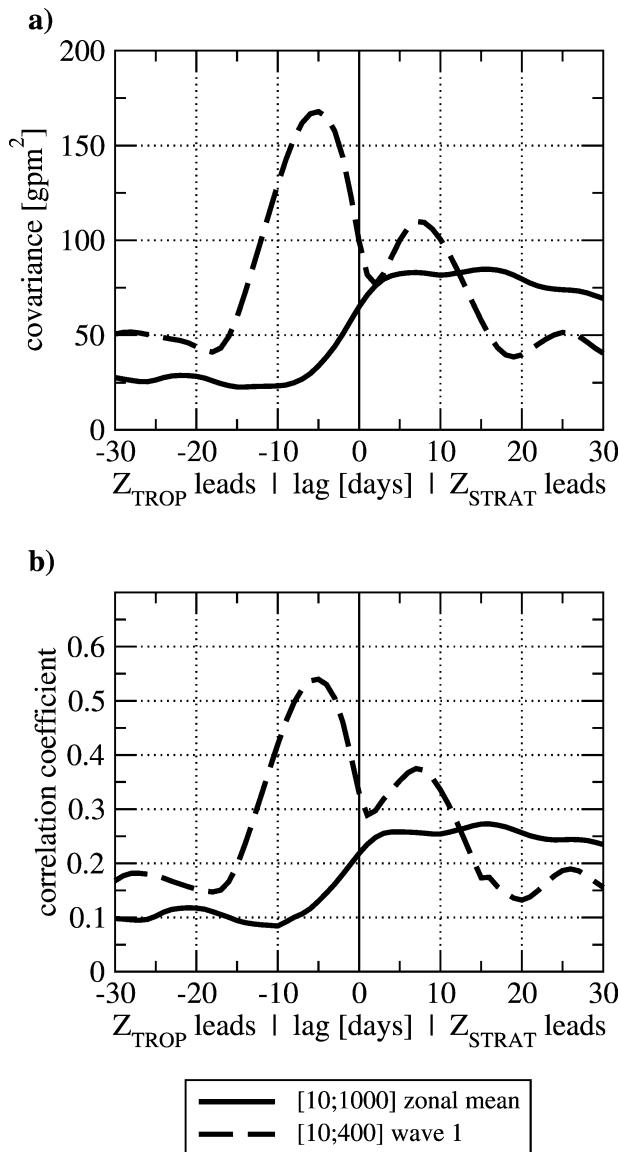 a)
200
150
100
50
0
covariance [gpm²]
-30 -20 -10 0 10 20 30
Z_TROP leads | lag [days] | Z_STRAT leads
b)
0.6
0.5
0.4
0.3
0.2
0.1
0
correlation coefficient
-30 -20 -10 0 10 20 30
Z_TROP leads | lag [days] | Z_STRAT leads
[10;1000] zonal mean
[10;400] wave 1